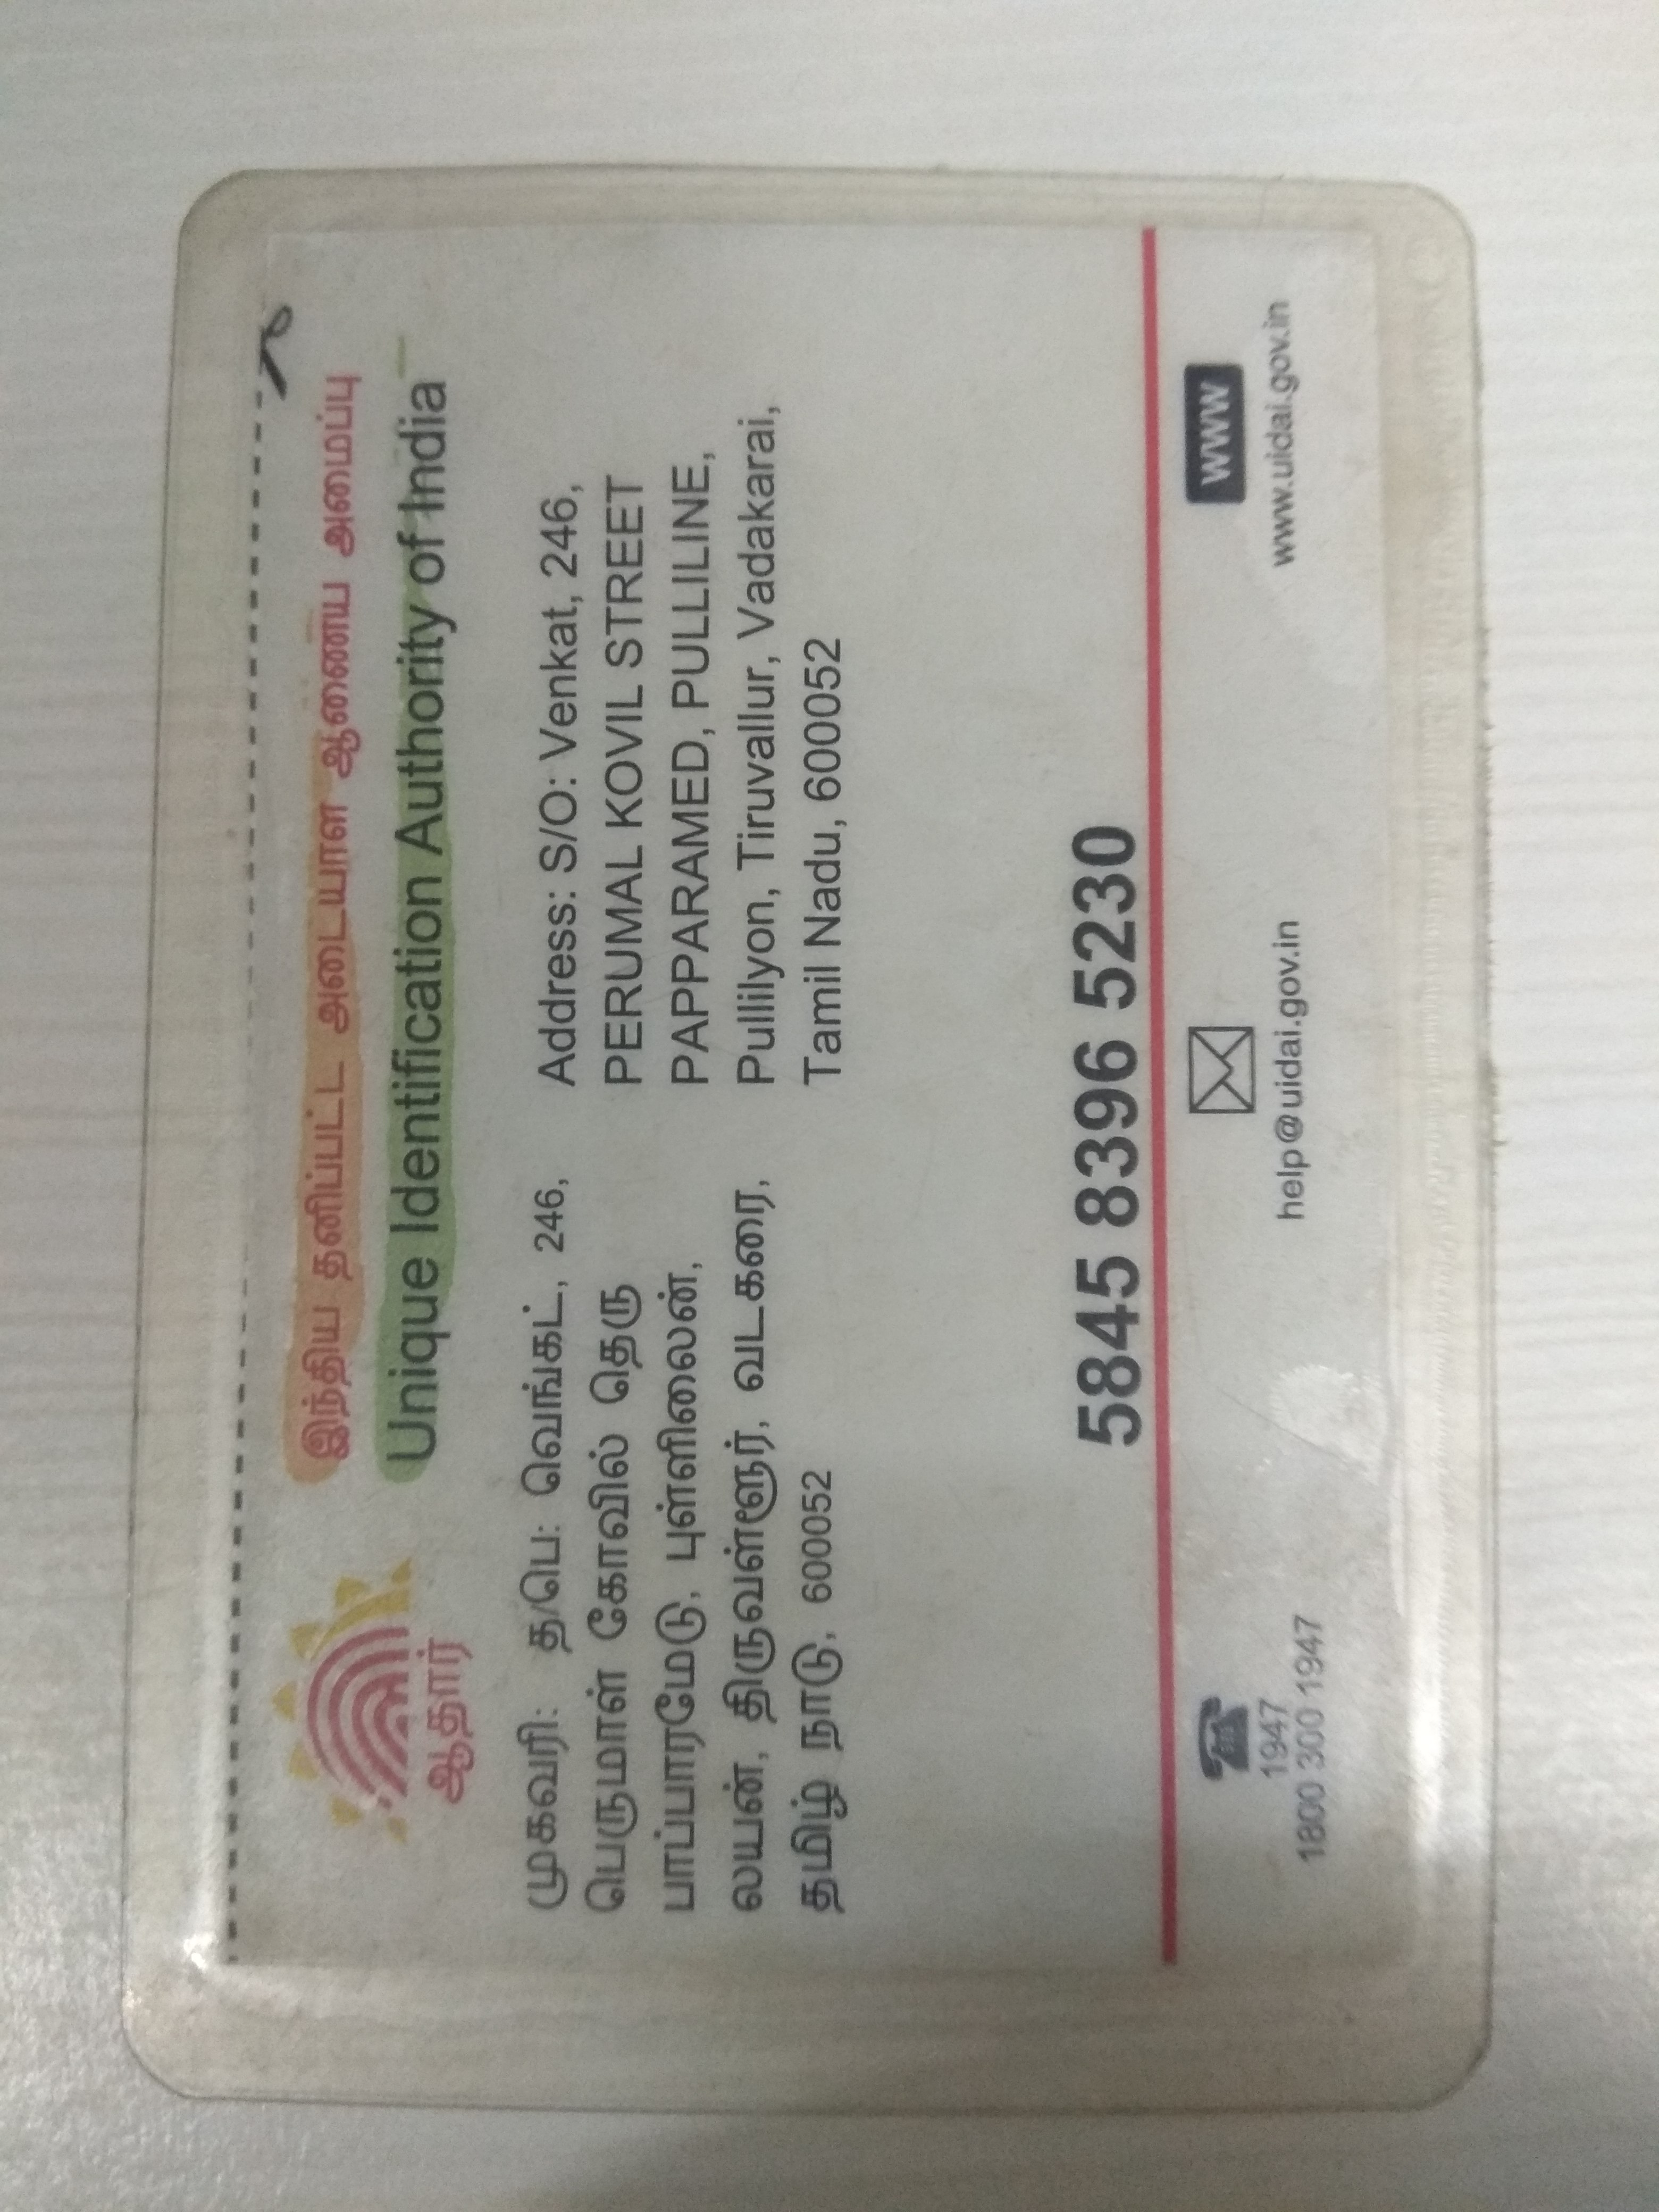 இந்திய தனிப்பட்ட அடையாள ஆணைய அமைப்பு
Unique Identification Authority of India
ஆதார்
முகவரி: த/பெ: வெங்கட், 246,
பெருமாள் கோவில் தெரு
பாப்பாரமேடு, புள்ளிலைன்,
லயன், திருவள்ளூர், வடகரை,
தமிழ் நாடு, 600052
Address: S/O: Venkat, 246,
PERUMAL KOVIL STREET
PAPPARAMED, PULLILINE,
Pullilyon, Tiruvallur, Vadakarai,
Tamil Nadu, 600052
5845 8396 5230
1947
1800 300 1947
help@uidai.gov.in
WWW
www.uidai.gov.in